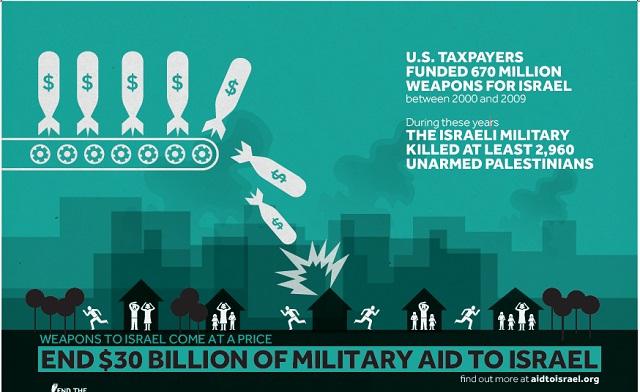 U.S. TAXPAYERS
FUNDED 670 MILLION
WEAPONS FOR ISRAEL
between 2000 and 2009
During these years
THE ISRAELI MILITARY
KILLED AT LEAST 2,960
UNARMED PALESTINIANS
$ $ $ $ $
$
$
WEAPONS TO ISRAEL COME AT A PRICE
END $30 BILLION OF MILITARY AID TO ISRAEL
find out more at aidtoisrael.org
END THE